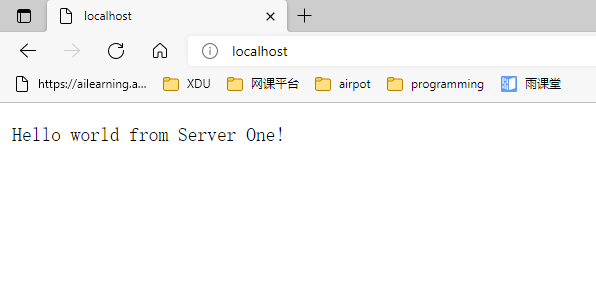 localhost
localhost
https://ailearning.a... XDU 网课平台 airpot programming 雨课堂
Hello world from Server One!